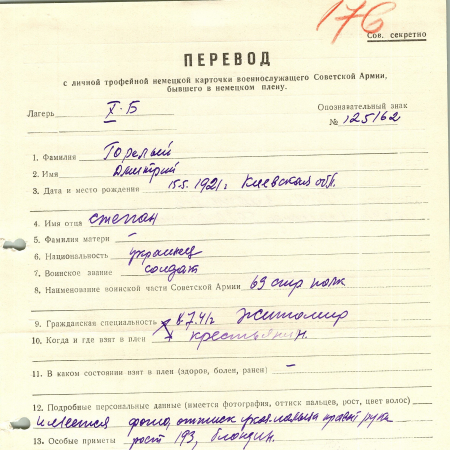 176
Сов. секретно
ПЕРЕВОД
с личной трофейной немецкой карточки военнослужащего Советской Армии,
бывшего в немецком плену.
Лагерь X-Б
Опознавательный знак
№ 125162
1. Фамилия Горелый
2. Имя Дмитрий
3. Дата и место рождения 15.5.1921г. Киевская обл.
4. Имя отца степан
5. Фамилия матери –
6. Национальность украинец
7. Воинское звание солдат
8. Наименование воинской части Советской Армии 69 стр полк
9. Гражданская специальность 8.7.41г Житомир
10. Когда и где взят в плен крестьянин.
11. В каком состоянии взят в плен (здоров, болен, ранен) –
12. Подробные персональные данные (имеется фотография, оттиск пальцев, рост, цвет волос)
имеется фото, оттиск указ. пальца правой руки
13. Особые приметы рост 193, блондин.